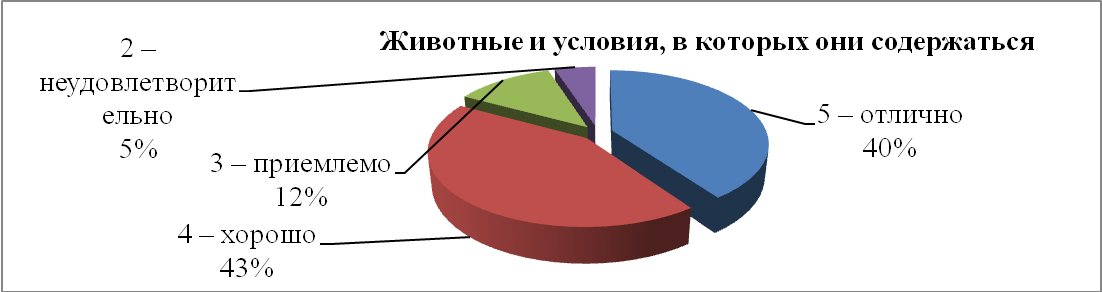 Животные и условия, в которых они содержаться
2 –
неудовлетворит
ельно
5%
5 – отлично
40%
3 – приемлемо
12%
4 – хорошо
43%